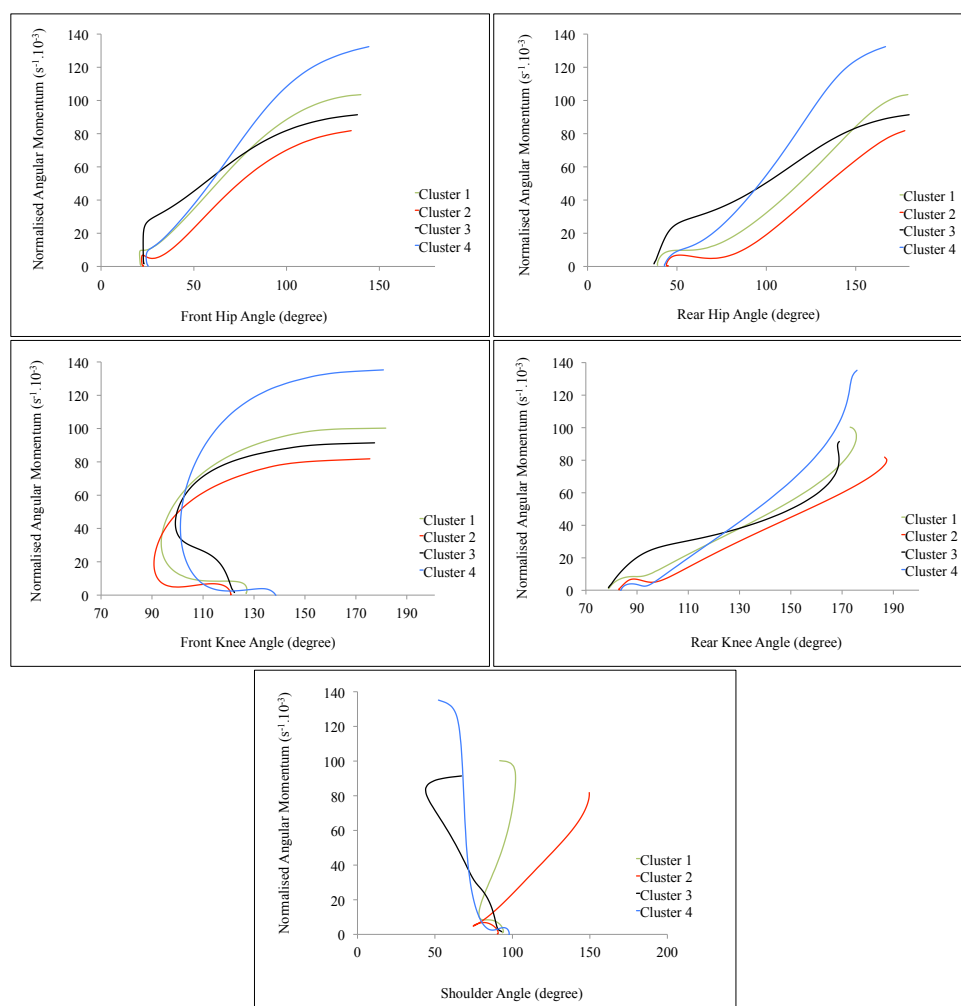 Normalised Angular Momentum (s⁻¹.10⁻³)
140
120
100
80
60
40
20
0
0 50 100 150
Front Hip Angle (degree)
Cluster 1
Cluster 2
Cluster 3
Cluster 4
Normalised Angular Momentum (s⁻¹.10⁻³)
140
120
100
80
60
40
20
0
0 50 100 150
Rear Hip Angle (degree)
Cluster 1
Cluster 2
Cluster 3
Cluster 4
Normalised Angular Momentum (s⁻¹.10⁻³)
140
120
100
80
60
40
20
0
70 90 110 130 150 170 190
Front Knee Angle (degree)
Cluster 1
Cluster 2
Cluster 3
Cluster 4
Normalised Angular Momentum (s⁻¹.10⁻³)
140
120
100
80
60
40
20
0
70 90 110 130 150 170 190
Rear Knee Angle (degree)
Cluster 1
Cluster 2
Cluster 3
Cluster 4
Normalised Angular Momentum (s⁻¹.10⁻³)
140
120
100
80
60
40
20
0
0 50 100 150 200
Shoulder Angle (degree)
Cluster 1
Cluster 2
Cluster 3
Cluster 4